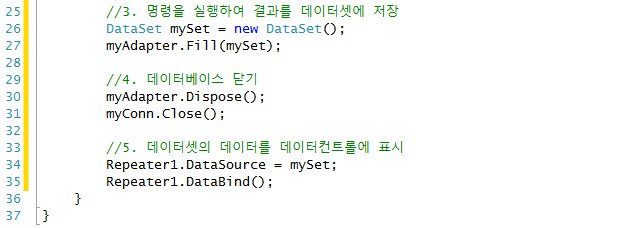 25 //3. 명령을 실행하여 결과를 데이터셋에 저장
26 DataSet mySet = new DataSet();
27 myAdapter.Fill(mySet);
28
29 //4. 데이터베이스 닫기
30 myAdapter.Dispose();
31 myConn.Close();
32
33 //5. 데이터셋의 데이터를 데이터컨트롤에 표시
34 Repeater1.DataSource = mySet;
35 Repeater1.DataBind();
36 }
37 }